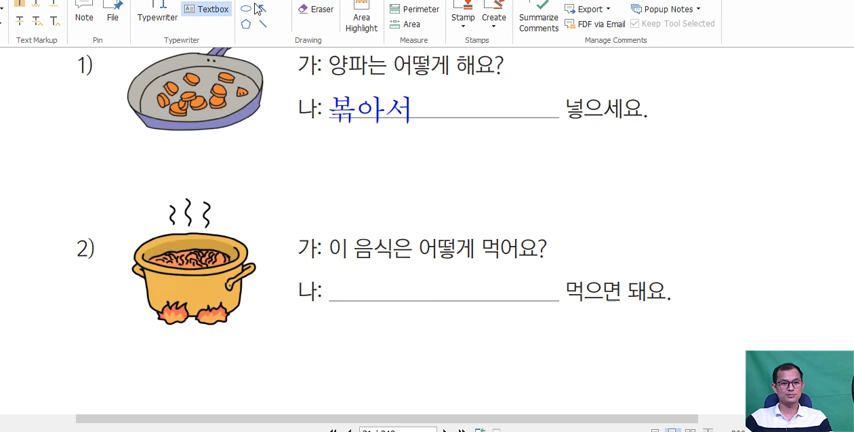 Note File Typewriter Textbox Eraser Area Highlight Perimeter Area Stamp Create Summarize Comments Export FDF via Email Popup Notes Keep Tool Selected
Text Markup Pin Typewriter Drawing Measure Stamps Manage Comments
1) 가: 양파는 어떻게 해요?
나: 볶아서 넣으세요.
2) 가: 이 음식은 어떻게 먹어요?
나: 먹으면 돼요.